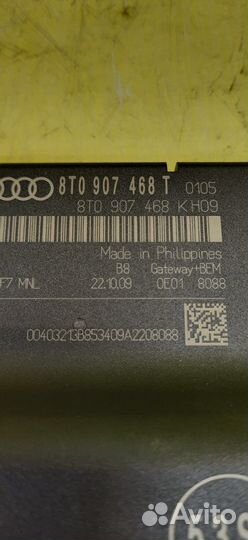 8T0 907 468 T 0105
8T0 907 468 K H09
Made in Philippines
B8 Gateway+BEM
F7 MNL 22.10.09 0E01 8088
00403213B853409A2208088
Avito